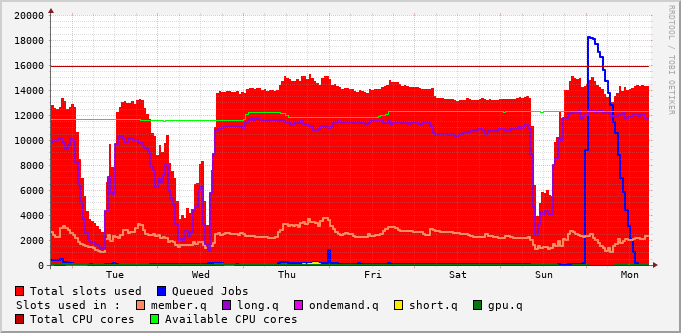 RRDTOOL / TOBI OETIKER
20000
18000
16000
14000
12000
10000
8000
6000
4000
2000
0
Tue Wed Thu Fri Sat Sun Mon
Total slots used Queued Jobs
Slots used in : member.q long.q ondemand.q short.q gpu.q
Total CPU cores Available CPU cores